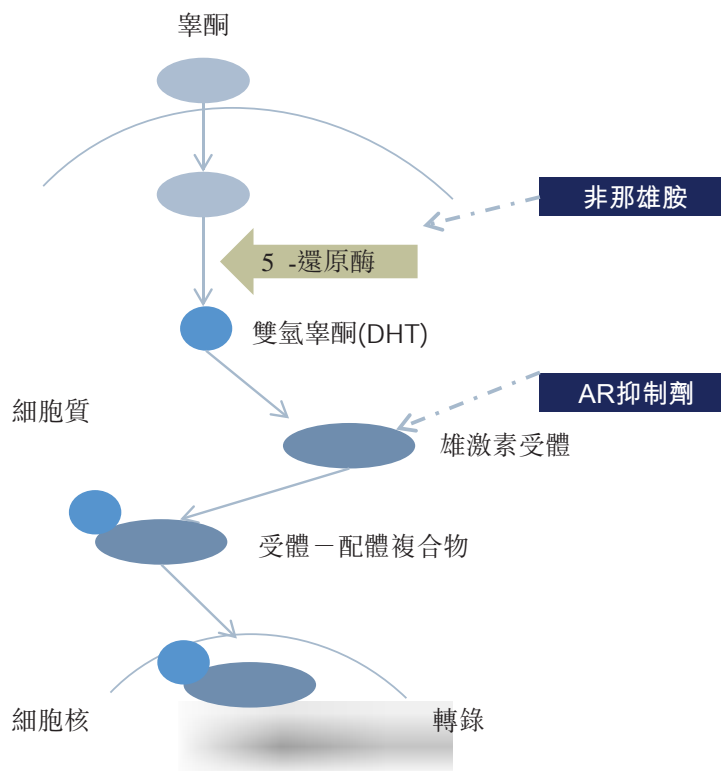 睾酮
非那雄胺
5 -還原酶
雙氫睾酮(DHT)
AR抑制劑
細胞質
雄激素受體
受體－配體複合物
細胞核
轉錄